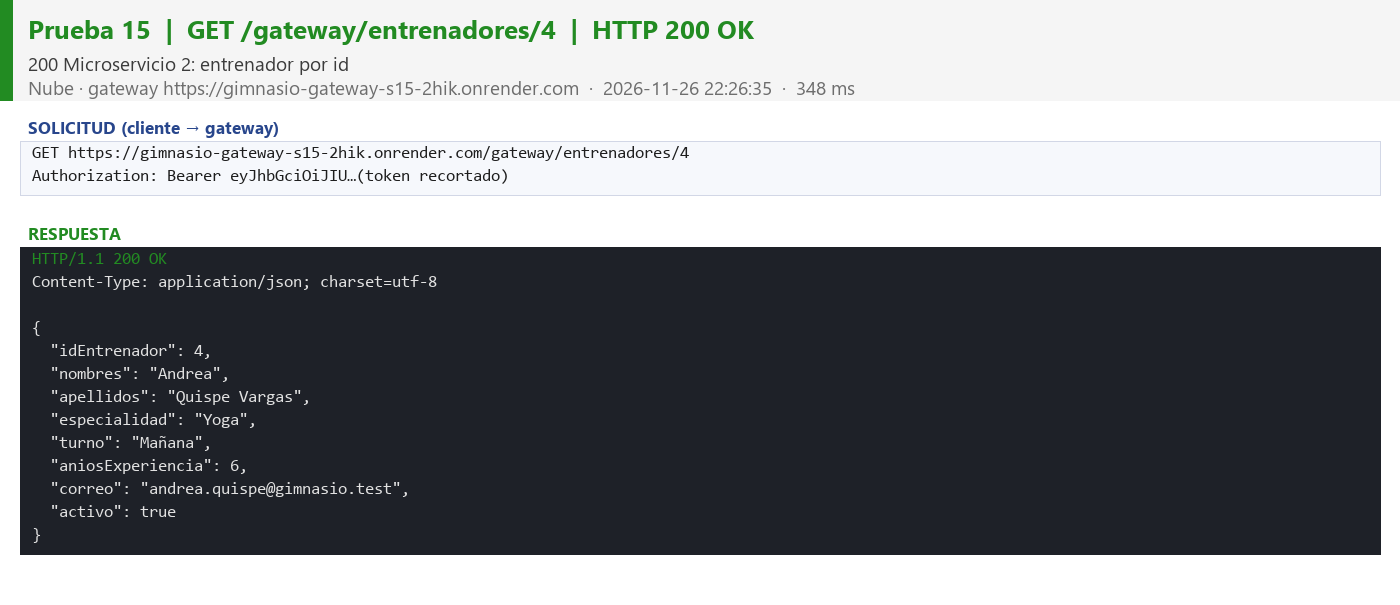 Prueba 15 | GET /gateway/entrenadores/4 | HTTP 200 OK
200 Microservicio 2: entrenador por id
Nube · gateway https://gimnasio-gateway-s15-2hik.onrender.com · 2026-11-26 22:26:35 · 348 ms
SOLICITUD (cliente → gateway)
GET https://gimnasio-gateway-s15-2hik.onrender.com/gateway/entrenadores/4
Authorization: Bearer eyJhbGciOiJIU…(token recortado)
RESPUESTA
HTTP/1.1 200 OK
Content-Type: application/json; charset=utf-8
{
  "idEntrenador": 4,
  "nombres": "Andrea",
  "apellidos": "Quispe Vargas",
  "especialidad": "Yoga",
  "turno": "Mañana",
  "aniosExperiencia": 6,
  "correo": "andrea.quispe@gimnasio.test",
  "activo": true
}